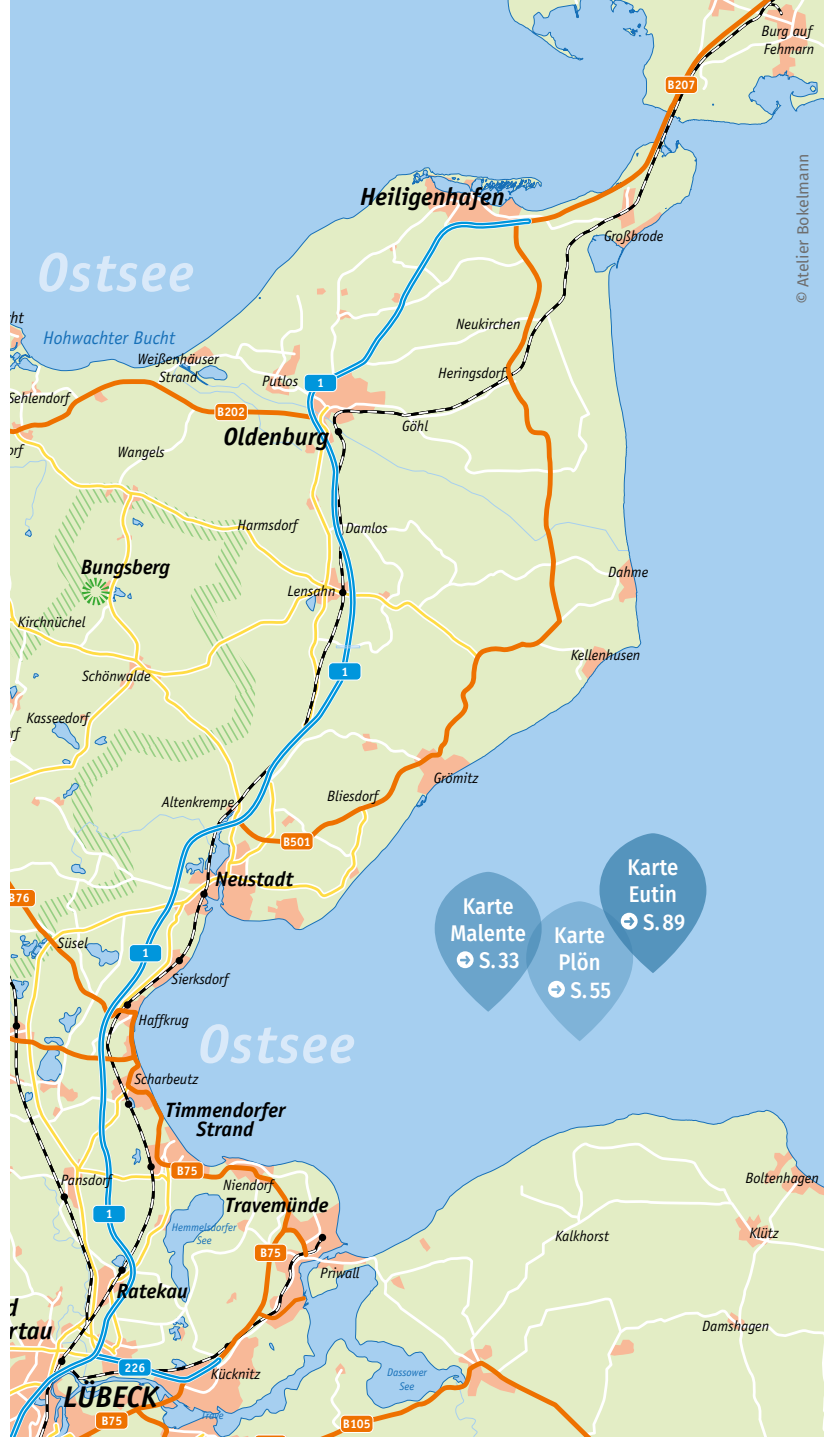 Burg auf
Fehmarn
B207
© Atelier Bokelmann
Heiligenhafen
Großbrode
Ostsee
Hohwachter Bucht
Neukirchen
Weißenhäuser
Strand
Putlos
1
Heringsdorf
Sehlendorf
B202
Göhl
Oldenburg
Wangels
Harmsdorf
Damlos
Bungsberg
Dahme
Lensahn
Kirchnüchel
Kellenhusen
Schönwalde
1
Kasseedorf
Grömitz
Altenkrempe
Bliesdorf
B501
Karte
Eutin
S. 89
Neustadt
B76
Karte
Malente
S. 33
Karte
Plön
S. 55
Süsel
1
Sierksdorf
Haffkrug
Ostsee
Scharbeutz
Timmendorfer
Strand
B75
Pansdorf
Niendorf
Boltenhagen
Travemünde
1
Hemmelsdorfer
See
Kalkhorst
Klütz
B75
Priwall
Ratekau
Damshagen
rtau
226
Kücknitz
Dassower
See
LÜBECK
Trave
B75
B105